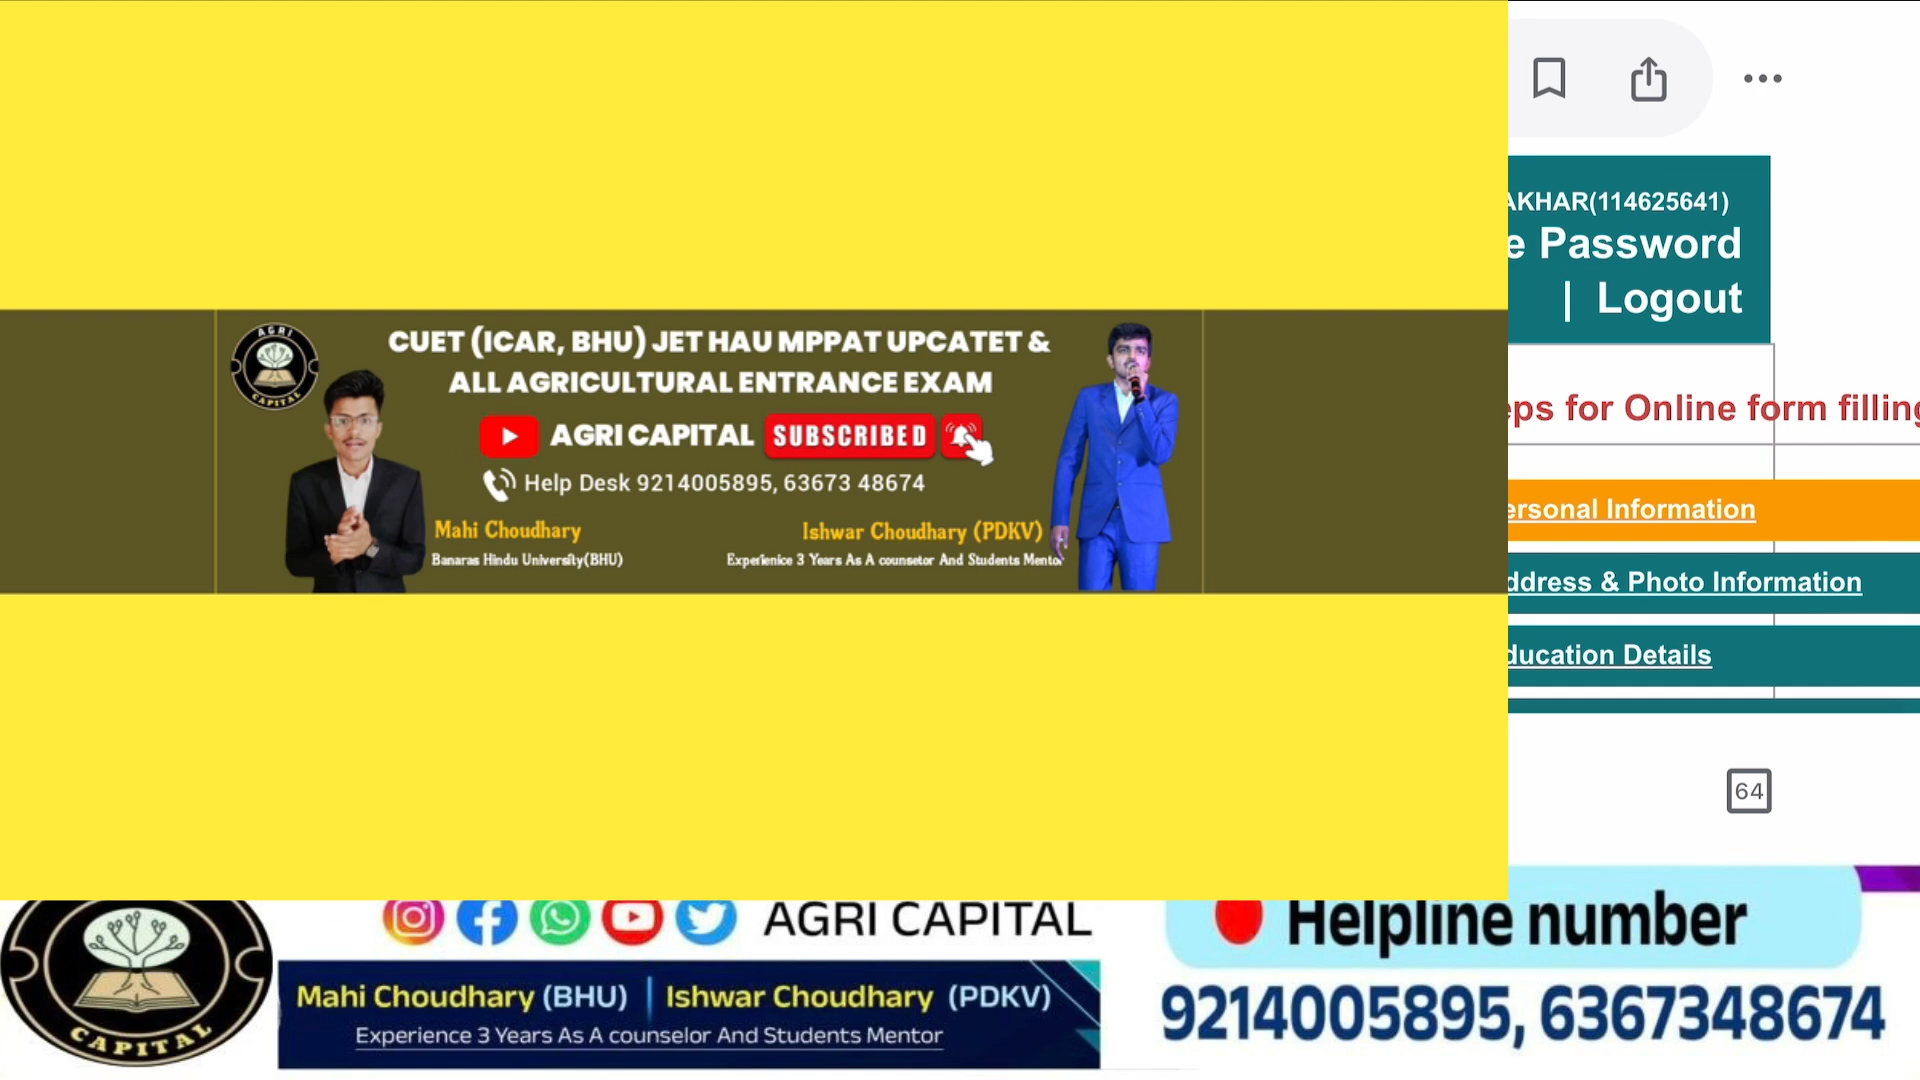 AGRI
CAPITAL
CUET (ICAR, BHU) JET HAU MPPAT UPCATET &
ALL AGRICULTURAL ENTRANCE EXAM
AGRI CAPITAL SUBSCRIBED
Help Desk 9214005895, 63673 48674
Mahi Choudhary
Banaras Hindu University(BHU)
Ishwar Choudhary (PDKV)
Experienice 3 Years As A counsetor And Students Mentor
AKHAR(114625641)
e Password
| Logout
eps for Online form filling
ersonal Information
ddress & Photo Information
ducation Details
64
CAPITAL
AGRI CAPITAL
Mahi Choudhary (BHU) | Ishwar Choudhary (PDKV)
Experience 3 Years As A counselor And Students Mentor
Helpline number
9214005895, 6367348674